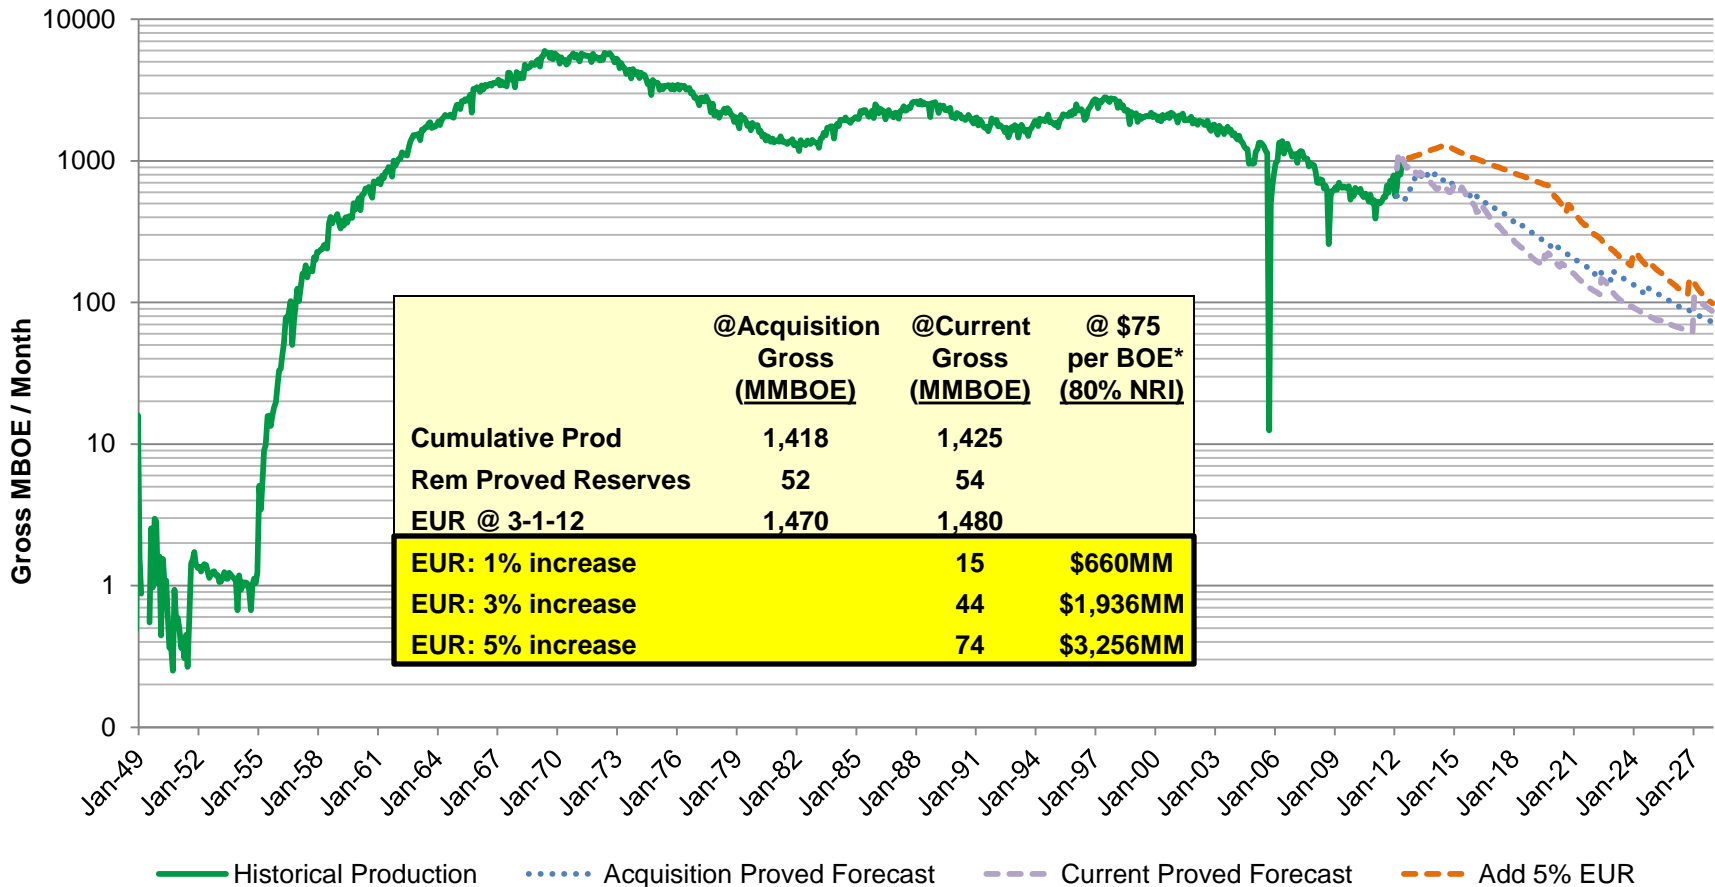 10000
1000
100
10
1
0
Gross MBOE / Month
@Acquisition @Current @ $75
Gross Gross per BOE*
(MMBOE) (MMBOE) (80% NRI)
Cumulative Prod 1,418 1,425
Rem Proved Reserves 52 54
EUR @ 3-1-12 1,470 1,480
EUR: 1% increase 15 $660MM
EUR: 3% increase 44 $1,936MM
EUR: 5% increase 74 $3,256MM
Jan-49 Jan-52 Jan-55 Jan-58 Jan-61 Jan-64 Jan-67 Jan-70 Jan-73 Jan-76 Jan-79 Jan-82 Jan-85 Jan-88 Jan-91 Jan-94 Jan-97 Jan-00 Jan-03 Jan-06 Jan-09 Jan-12 Jan-15 Jan-18 Jan-21 Jan-24 Jan-27
Historical Production Acquisition Proved Forecast Current Proved Forecast Add 5% EUR